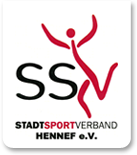 SSV
STADTSPORTVERBAND
HENNEF e.V.